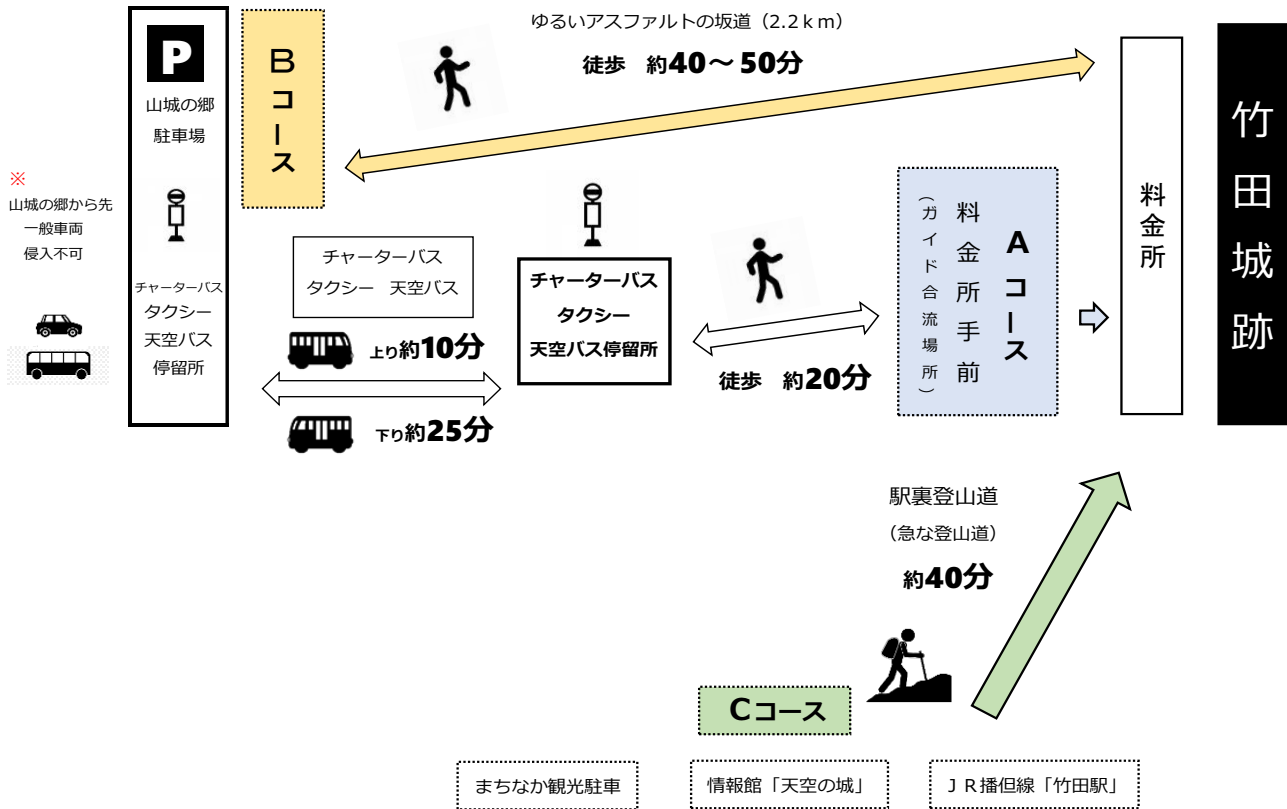 P
山城の郷
駐車場
チャーターバス
タクシー
天空バス
停留所
※
山城の郷から先
一般車両
侵入不可
Bコース
ゆるいアスファルトの坂道（2.2ｋｍ）
徒歩　約40～50分
チャーターバス
タクシー　天空バス
上り約10分
下り約25分
チャーターバス
タクシー
天空バス停留所
徒歩　約20分
Aコース
料金所手前
(ガイド合流場所)
料金所
竹田城跡
駅裏登山道
（急な登山道）
約40分
Cコース
まちなか観光駐車
情報館「天空の城」
ＪＲ播但線「竹田駅」